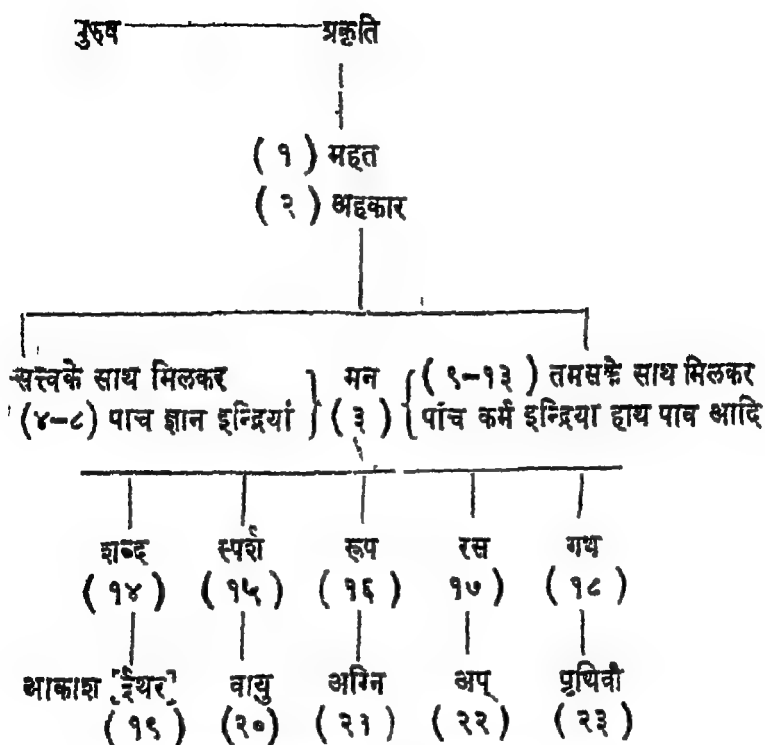 पुरुष प्रकृति
( १ ) महत
( २ ) अहकार
सत्त्वके साथ मिलकर } मन { ( ९-१३ ) तमसके साथ मिलकर
(४-८) पाच ज्ञान इन्द्रियां } (३) { पांच कर्म इन्द्रिया हाथ पाव आदि
शब्द स्पर्श रूप रस गध
( १४ ) (१५ ) ( १६ ) १७ ) (१८ )
आकाश "ईथर" वायु अग्नि अप् पृथिवी
(१९ ) (२० ) (२१ ) (२२ ) (२३ )